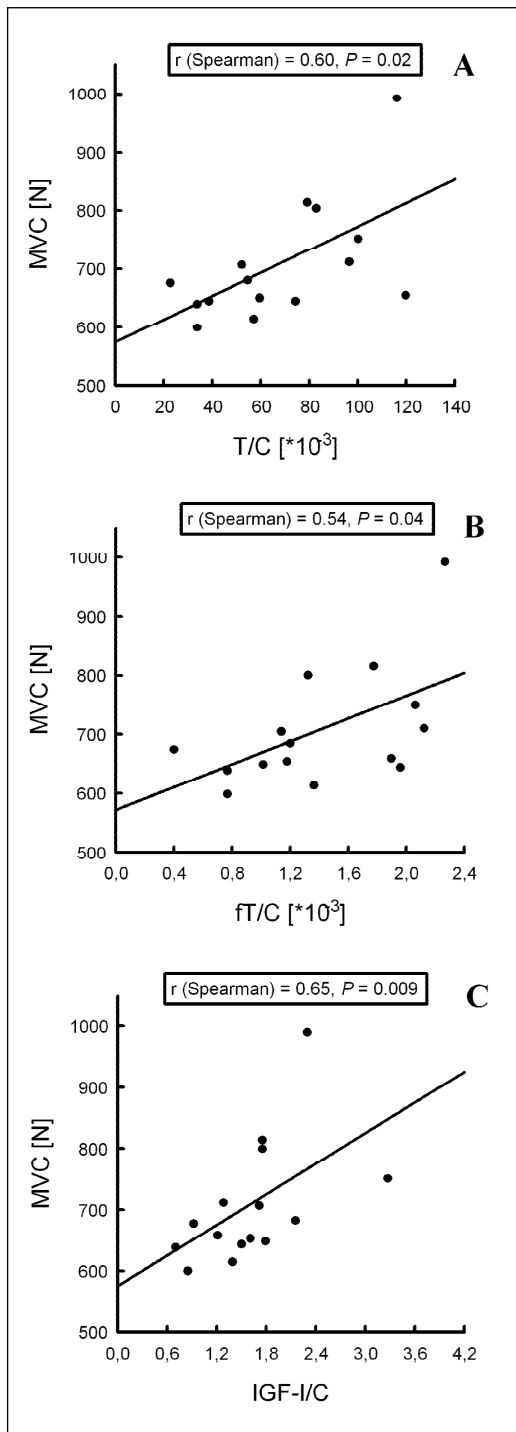 r (Spearman) = 0.60, P = 0.02
A
1000
900
800
700
600
500
MVC [N]
0 20 40 60 80 100 120 140
T/C [*10-3]
r (Spearman) = 0.54, P = 0.04
B
1000
900
800
700
600
500
MVC [N]
0,0 0,4 0,8 1,2 1,6 2,0 2,4
fT/C [*10-3]
r (Spearman) = 0.65, P = 0.009
C
1000
900
800
700
600
500
MVC [N]
0,0 0,6 1,2 1,8 2,4 3,0 3,6 4,2
IGF-I/C